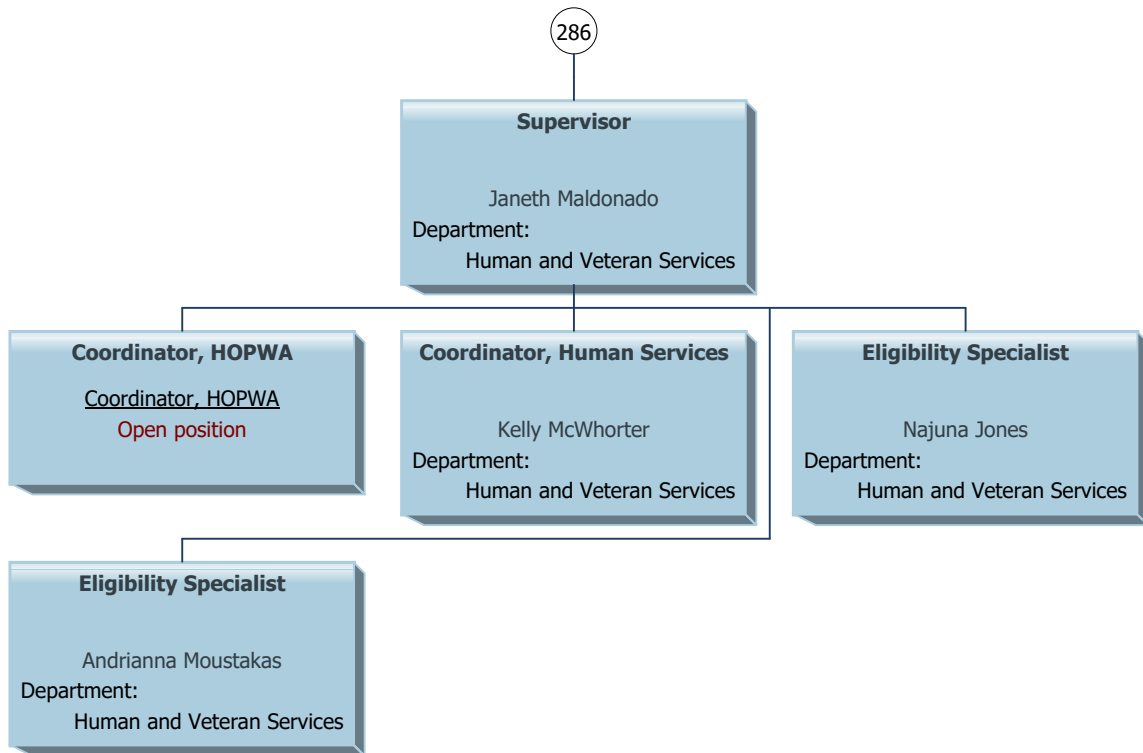 286
Supervisor
Janeth Maldonado
Department:
Human and Veteran Services
Coordinator, HOPWA
Coordinator, HOPWA
Open position
Coordinator, Human Services
Kelly McWhorter
Department:
Human and Veteran Services
Eligibility Specialist
Najuna Jones
Department:
Human and Veteran Services
Eligibility Specialist
Andrianna Moustakas
Department:
Human and Veteran Services